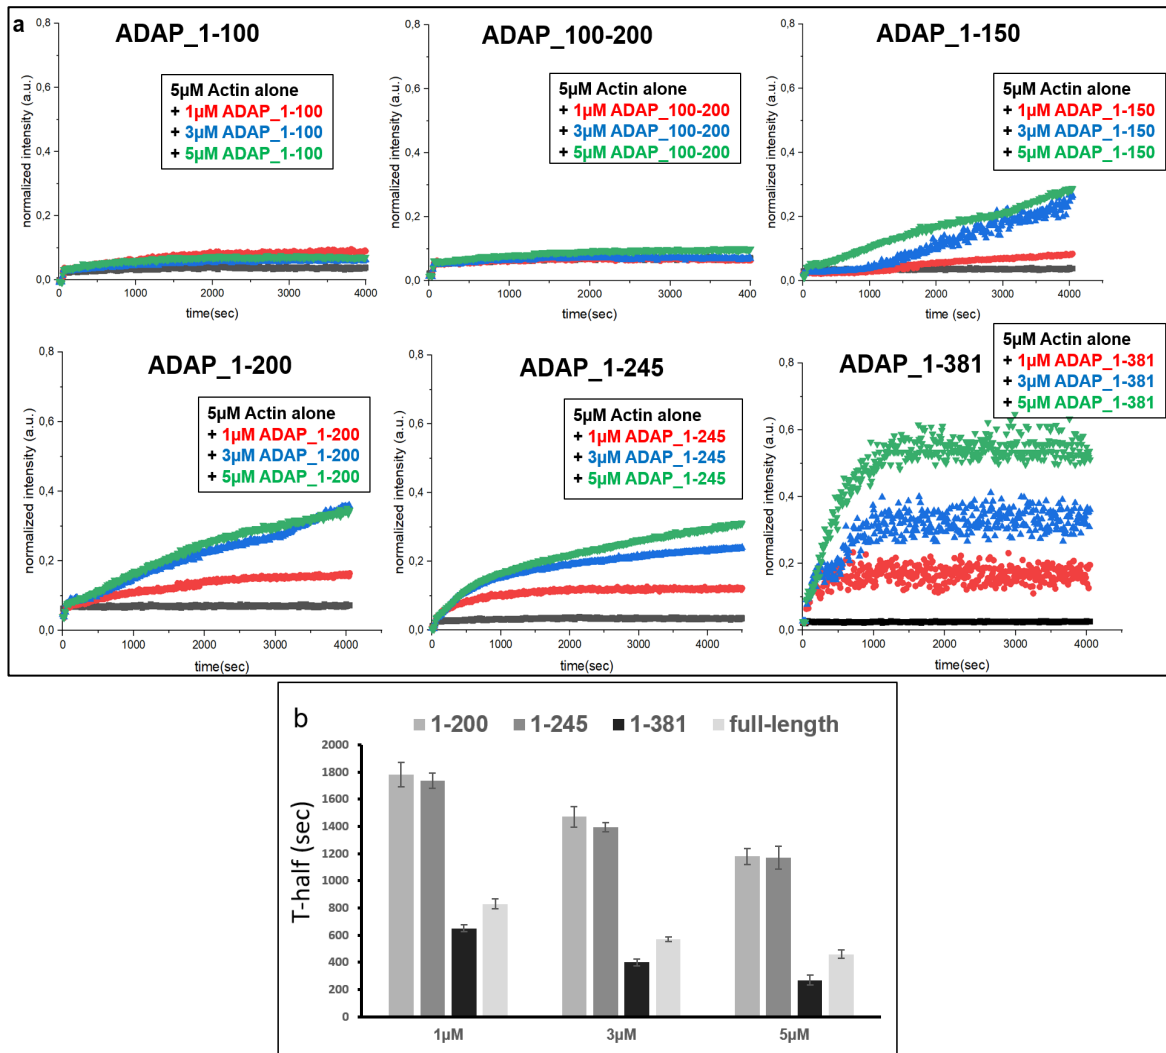 a
ADAP_1-100
normalized intensity (a.u.)
0,8
0,6
0,4
0,2
0,0
5µM Actin alone
+ 1µM ADAP_1-100
+ 3µM ADAP_1-100
+ 5µM ADAP_1-100
0 1000 2000 3000 4000
time(sec)
ADAP_100-200
normalized intensity (a.u.)
0,8
0,6
0,4
0,2
0,0
5µM Actin alone
+ 1µM ADAP_100-200
+ 3µM ADAP_100-200
+ 5µM ADAP_100-200
0 1000 2000 3000 400
time(sec)
ADAP_1-150
normalized intensity (a.u.)
0,8
0,6
0,4
0,2
0,0
5µM Actin alone
+ 1µM ADAP_1-150
+ 3µM ADAP_1-150
+ 5µM ADAP_1-150
0 1000 2000 3000 4000
time (sec)
ADAP_1-200
normalized intensity (a.u.)
0,8
0,6
0,4
0,2
0,0
5µM Actin alone
+ 1µM ADAP_1-200
+ 3µM ADAP_1-200
+ 5µM ADAP_1-200
0 1000 2000 3000 4000
time(sec)
ADAP_1-245
normalized intensity (a.u.)
0,8
0,6
0,4
0,2
0,0
5µM Actin alone
+ 1µM ADAP_1-245
+ 3µM ADAP_1-245
+ 5µM ADAP_1-245
0 1000 2000 3000 4000
time(sec)
ADAP_1-381
normalized intensity (a.u.)
0,8
0,6
0,4
0,2
0,0
5µM Actin alone
+ 1µM ADAP_1-381
+ 3µM ADAP_1-381
+ 5µM ADAP_1-381
0 1000 2000 3000 4000
time(sec)
b
1-200 1-245 1-381 full-length
T-half (sec)
2000
1800
1600
1400
1200
1000
800
600
400
200
0
1µM 3µM 5µM